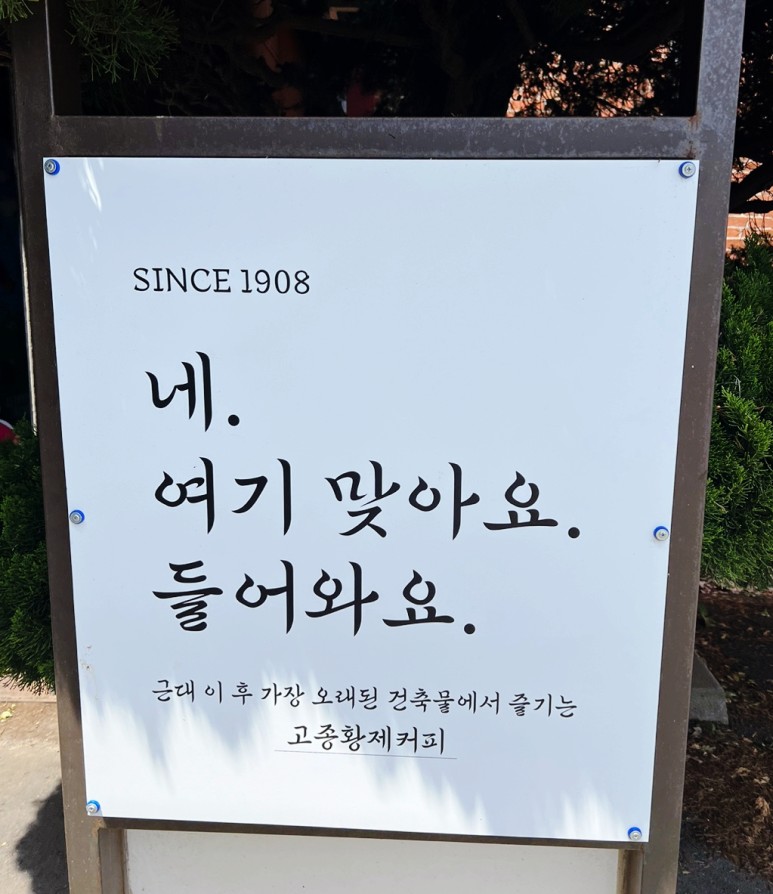 SINCE 1908
네.
여기 맞아요.
들어와요.
근대 이 후 가장 오래된 건축물에서 즐기는
고종황제커피